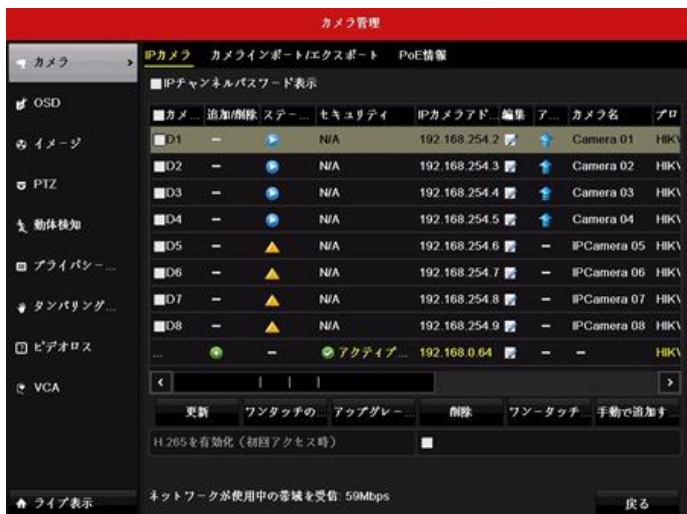 カメラ管理
カメラ
OSD
イメージ
PTZ
動体検知
プライバシー...
タンパリング...
ビデオロス
VCA
ライブ表示
IPカメラ カメラインポート/エクスポート PoE情報
IPチャンネルパスワード表示
カメ... 追加/削除 ステー... セキュリティ IPカメラアド... 編集 ア... カメラ名 プロ
D1 – N/A 192.168.254.2 Camera 01 HIKV
D2 – N/A 192.168.254.3 Camera 02 HIKV
D3 – N/A 192.168.254.4 Camera 03 HIKV
D4 – N/A 192.168.254.5 Camera 04 HIKV
D5 – N/A 192.168.254.6 – IPCamera 05 HIKV
D6 – N/A 192.168.254.7 – IPCamera 06 HIKV
D7 – N/A 192.168.254.8 – IPCamera 07 HIKV
D8 – N/A 192.168.254.9 – IPCamera 08 HIKV
... – アクティブ... 192.168.0.64 – – HIKV
更新 ワンタッチの... アップグレー... 削除 ワンータッチ... 手動で追加す...
H.265を有効化（初回アクセス時）
ネットワークが使用中の帯域を受信: 59Mbps
戻る